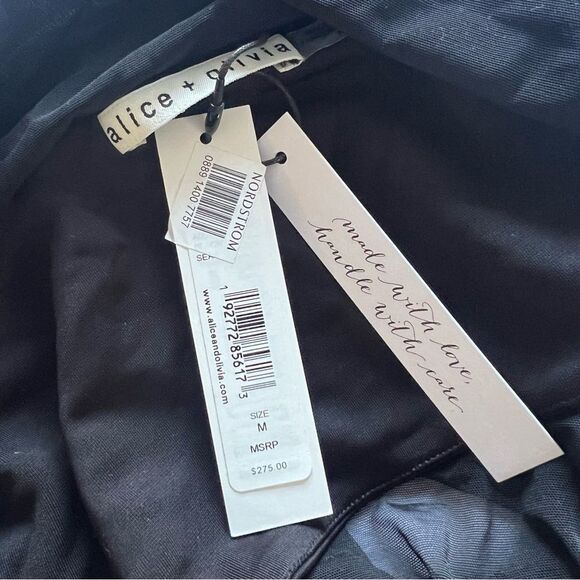 alice + olivia
NORDSTROM
0889 1400 7757
www.aliceandolivia.com
1 92772 85617 3
SIZE
M
MSRP
$275.00
made with love,
handle with care